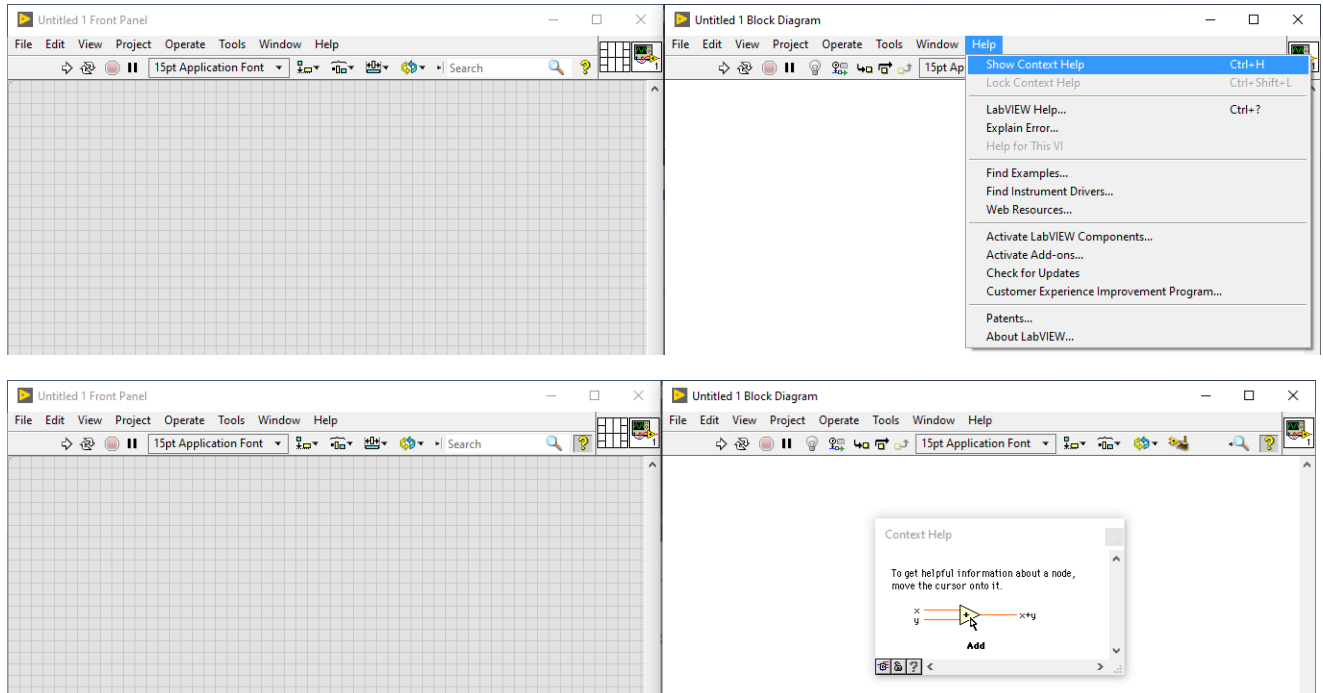 Untitled 1 Front Panel
File Edit View Project Operate Tools Window Help
15pt Application Font Search
1
Untitled 1 Block Diagram
File Edit View Project Operate Tools Window Help
15pt Ap
1
Show Context Help Ctrl+H
Lock Context Help Ctrl+Shift+L
LabVIEW Help... Ctrl+?
Explain Error...
Help for This VI
Find Examples...
Find Instrument Drivers...
Web Resources...
Activate LabVIEW Components...
Activate Add-ons...
Check for Updates
Customer Experience Improvement Program...
Patents...
About LabVIEW...
Untitled 1 Front Panel
File Edit View Project Operate Tools Window Help
15pt Application Font Search
1
Untitled 1 Block Diagram
File Edit View Project Operate Tools Window Help
15pt Application Font
1
Context Help
To get helpful information about a node,
move the cursor onto it.
x
y
x+y
Add